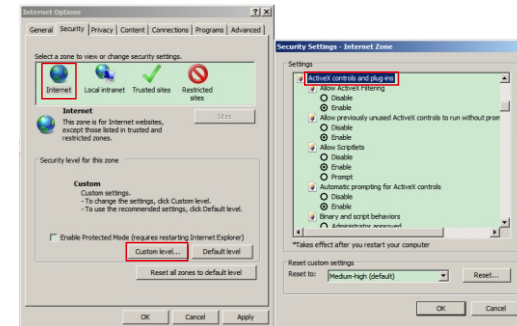 Internet Options
General Security Privacy Content Connections Programs Advanced
Select a zone to view or change security settings.
Internet Local intranet Trusted sites Restricted sites
Internet
This zone is for Internet websites,
except those listed in trusted and
restricted zones.
Sites
Security level for this zone
Custom
Custom settings.
- To change the settings, click Custom level.
- To use the recommended settings, click Default level.
Enable Protected Mode (requires restarting Internet Explorer)
Custom level... Default level
Reset all zones to default level
OK Cancel Apply
Security Settings - Internet Zone
Settings
ActiveX controls and plug-ins
Allow ActiveX Filtering
Disable
Enable
Allow previously unused ActiveX controls to run without prom
Disable
Enable
Allow Scriptlets
Disable
Enable
Prompt
Automatic prompting for ActiveX controls
Disable
Enable
Binary and script behaviors
Administrator approved
*Takes effect after you restart your computer
Reset custom settings
Reset to: Medium-high (default) Reset...
OK Cancel